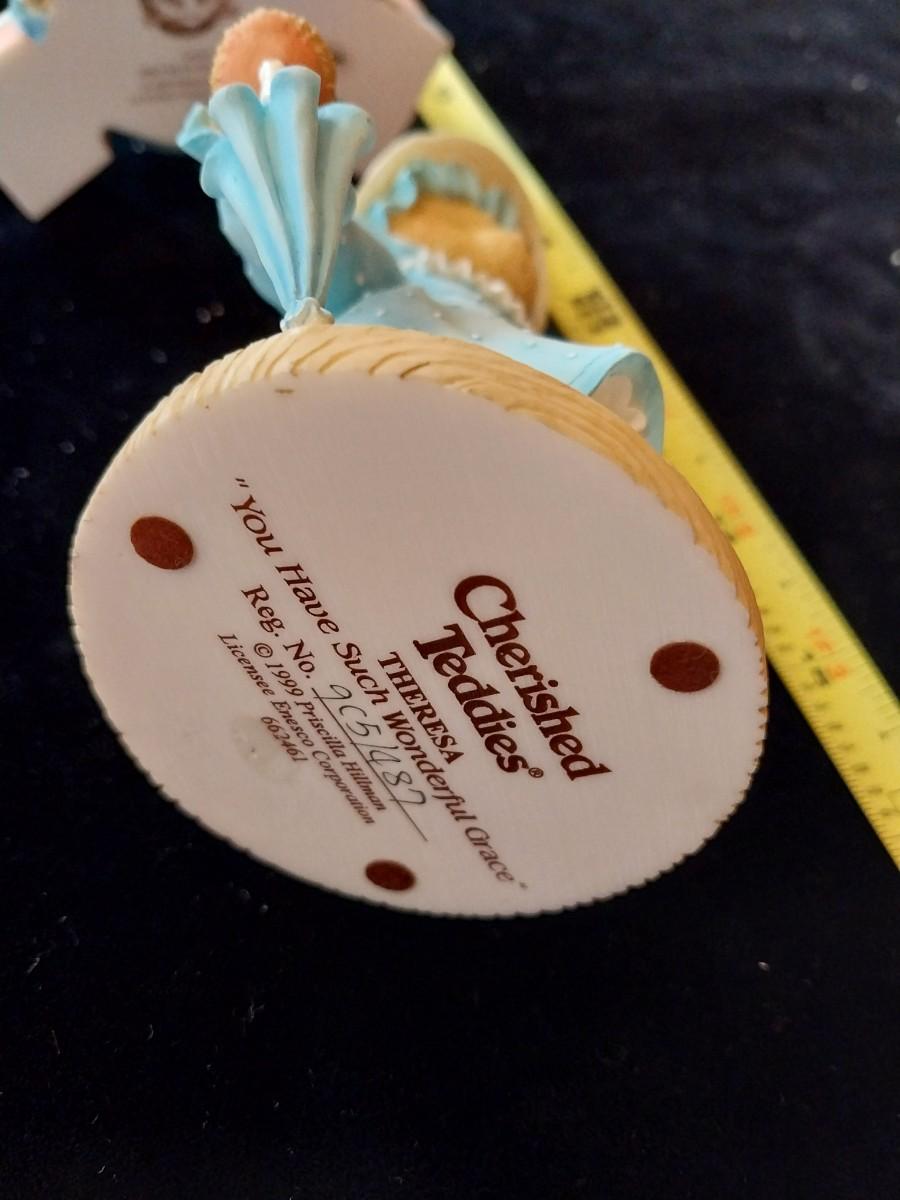 Cherished
Teddies®
THERESA
"You Have Such Wonderful Grace"
Reg. No. 9C5/487
© 1999 Priscilla Hillman
Licensee Enesco Corporation
662461